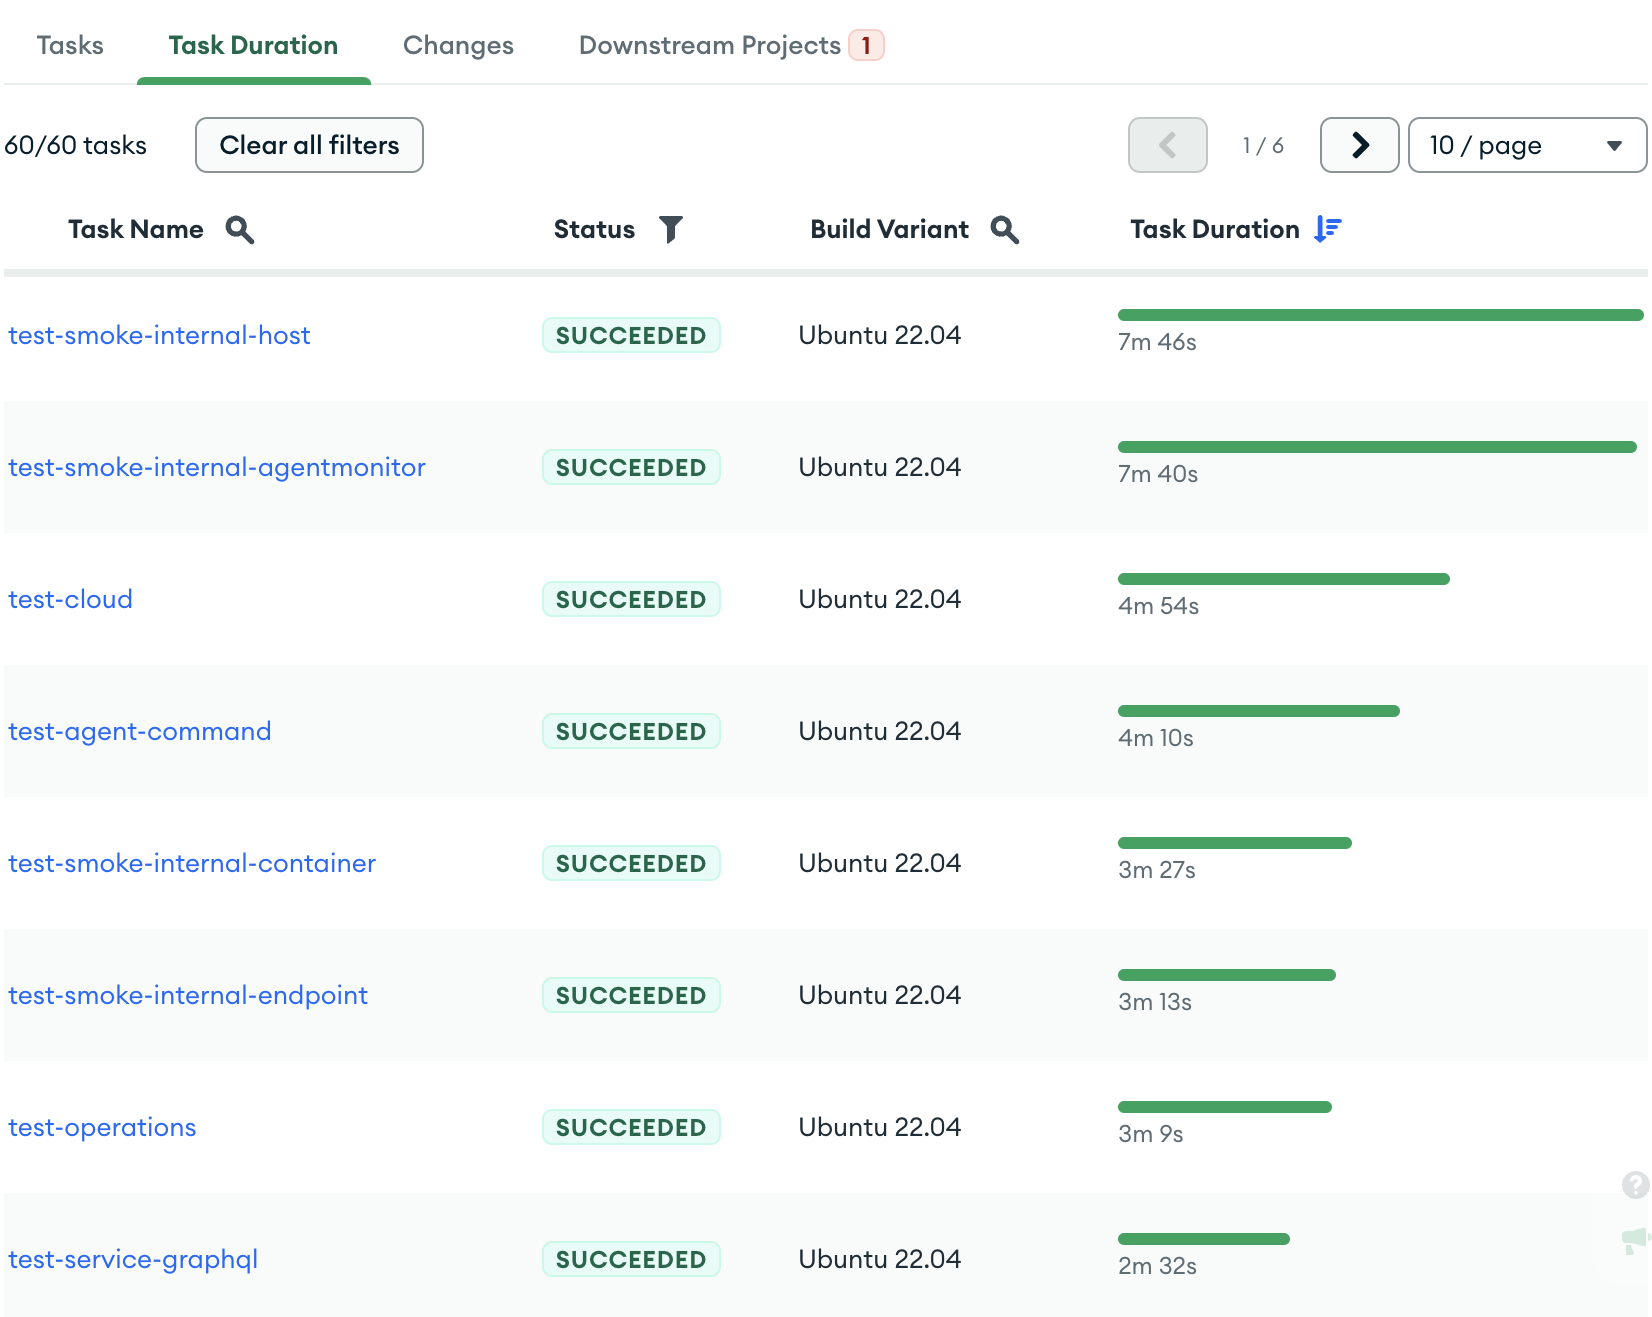 Tasks Task Duration Changes Downstream Projects 1
60/60 tasks Clear all filters 1 / 6 10 / page
Task Name Status Build Variant Task Duration
test-smoke-internal-host SUCCEEDED Ubuntu 22.04 7m 46s
test-smoke-internal-agentmonitor SUCCEEDED Ubuntu 22.04 7m 40s
test-cloud SUCCEEDED Ubuntu 22.04 4m 54s
test-agent-command SUCCEEDED Ubuntu 22.04 4m 10s
test-smoke-internal-container SUCCEEDED Ubuntu 22.04 3m 27s
test-smoke-internal-endpoint SUCCEEDED Ubuntu 22.04 3m 13s
test-operations SUCCEEDED Ubuntu 22.04 3m 9s
test-service-graphql SUCCEEDED Ubuntu 22.04 2m 32s